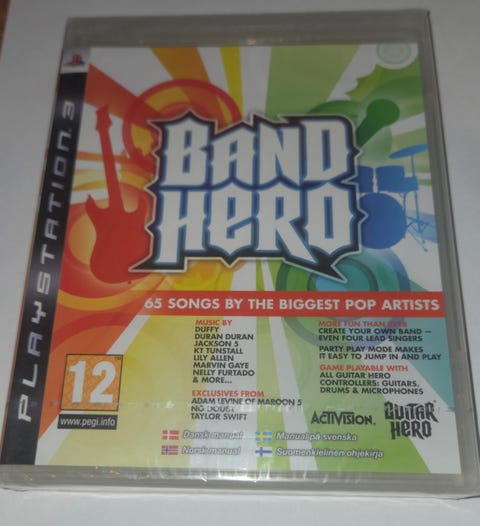 PLAYSTATION 3
BAND
HERO
65 SONGS BY THE BIGGEST POP ARTISTS
MUSIC BY
DUFFY
DURAN DURAN
JACKSON 5
KT TUNSTALL
LILY ALLEN
MARVIN GAYE
NELLY FURTADO
& MORE...
EXCLUSIVES FROM
ADAM LEVINE OF MAROON 5
NO DOUBT
TAYLOR SWIFT
MORE FUN THAN EVER
CREATE YOUR OWN BAND —
EVEN FOUR LEAD SINGERS
PARTY PLAY MODE MAKES
IT EASY TO JUMP IN AND PLAY
GAME PLAYABLE WITH
ALL GUITAR HERO
CONTROLLERS: GUITARS,
DRUMS & MICROPHONES
12
www.pegi.info
ACTIVISION.
GUITAR
HERO
Dansk manual
Manual på svenska
Norsk manual
Suomenkielinen ohjekirja